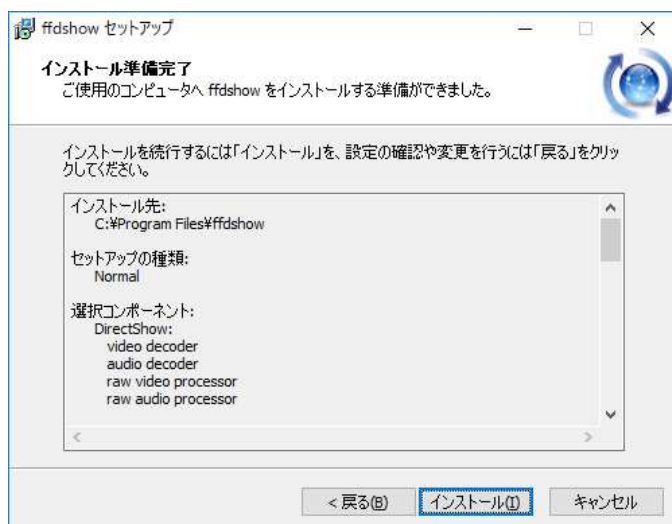 ffdshow セットアップ
インストール準備完了
ご使用のコンピュータへ ffdshow をインストールする準備ができました。
インストールを続行するには「インストール」を、設定の確認や変更を行うには「戻る」をクリッ
クしてください。
インストール先:
C:¥Program Files¥ffdshow
セットアップの種類:
Normal
選択コンポーネント:
DirectShow:
video decoder
audio decoder
raw video processor
raw audio processor
< 戻る(B) インストール(I) キャンセル